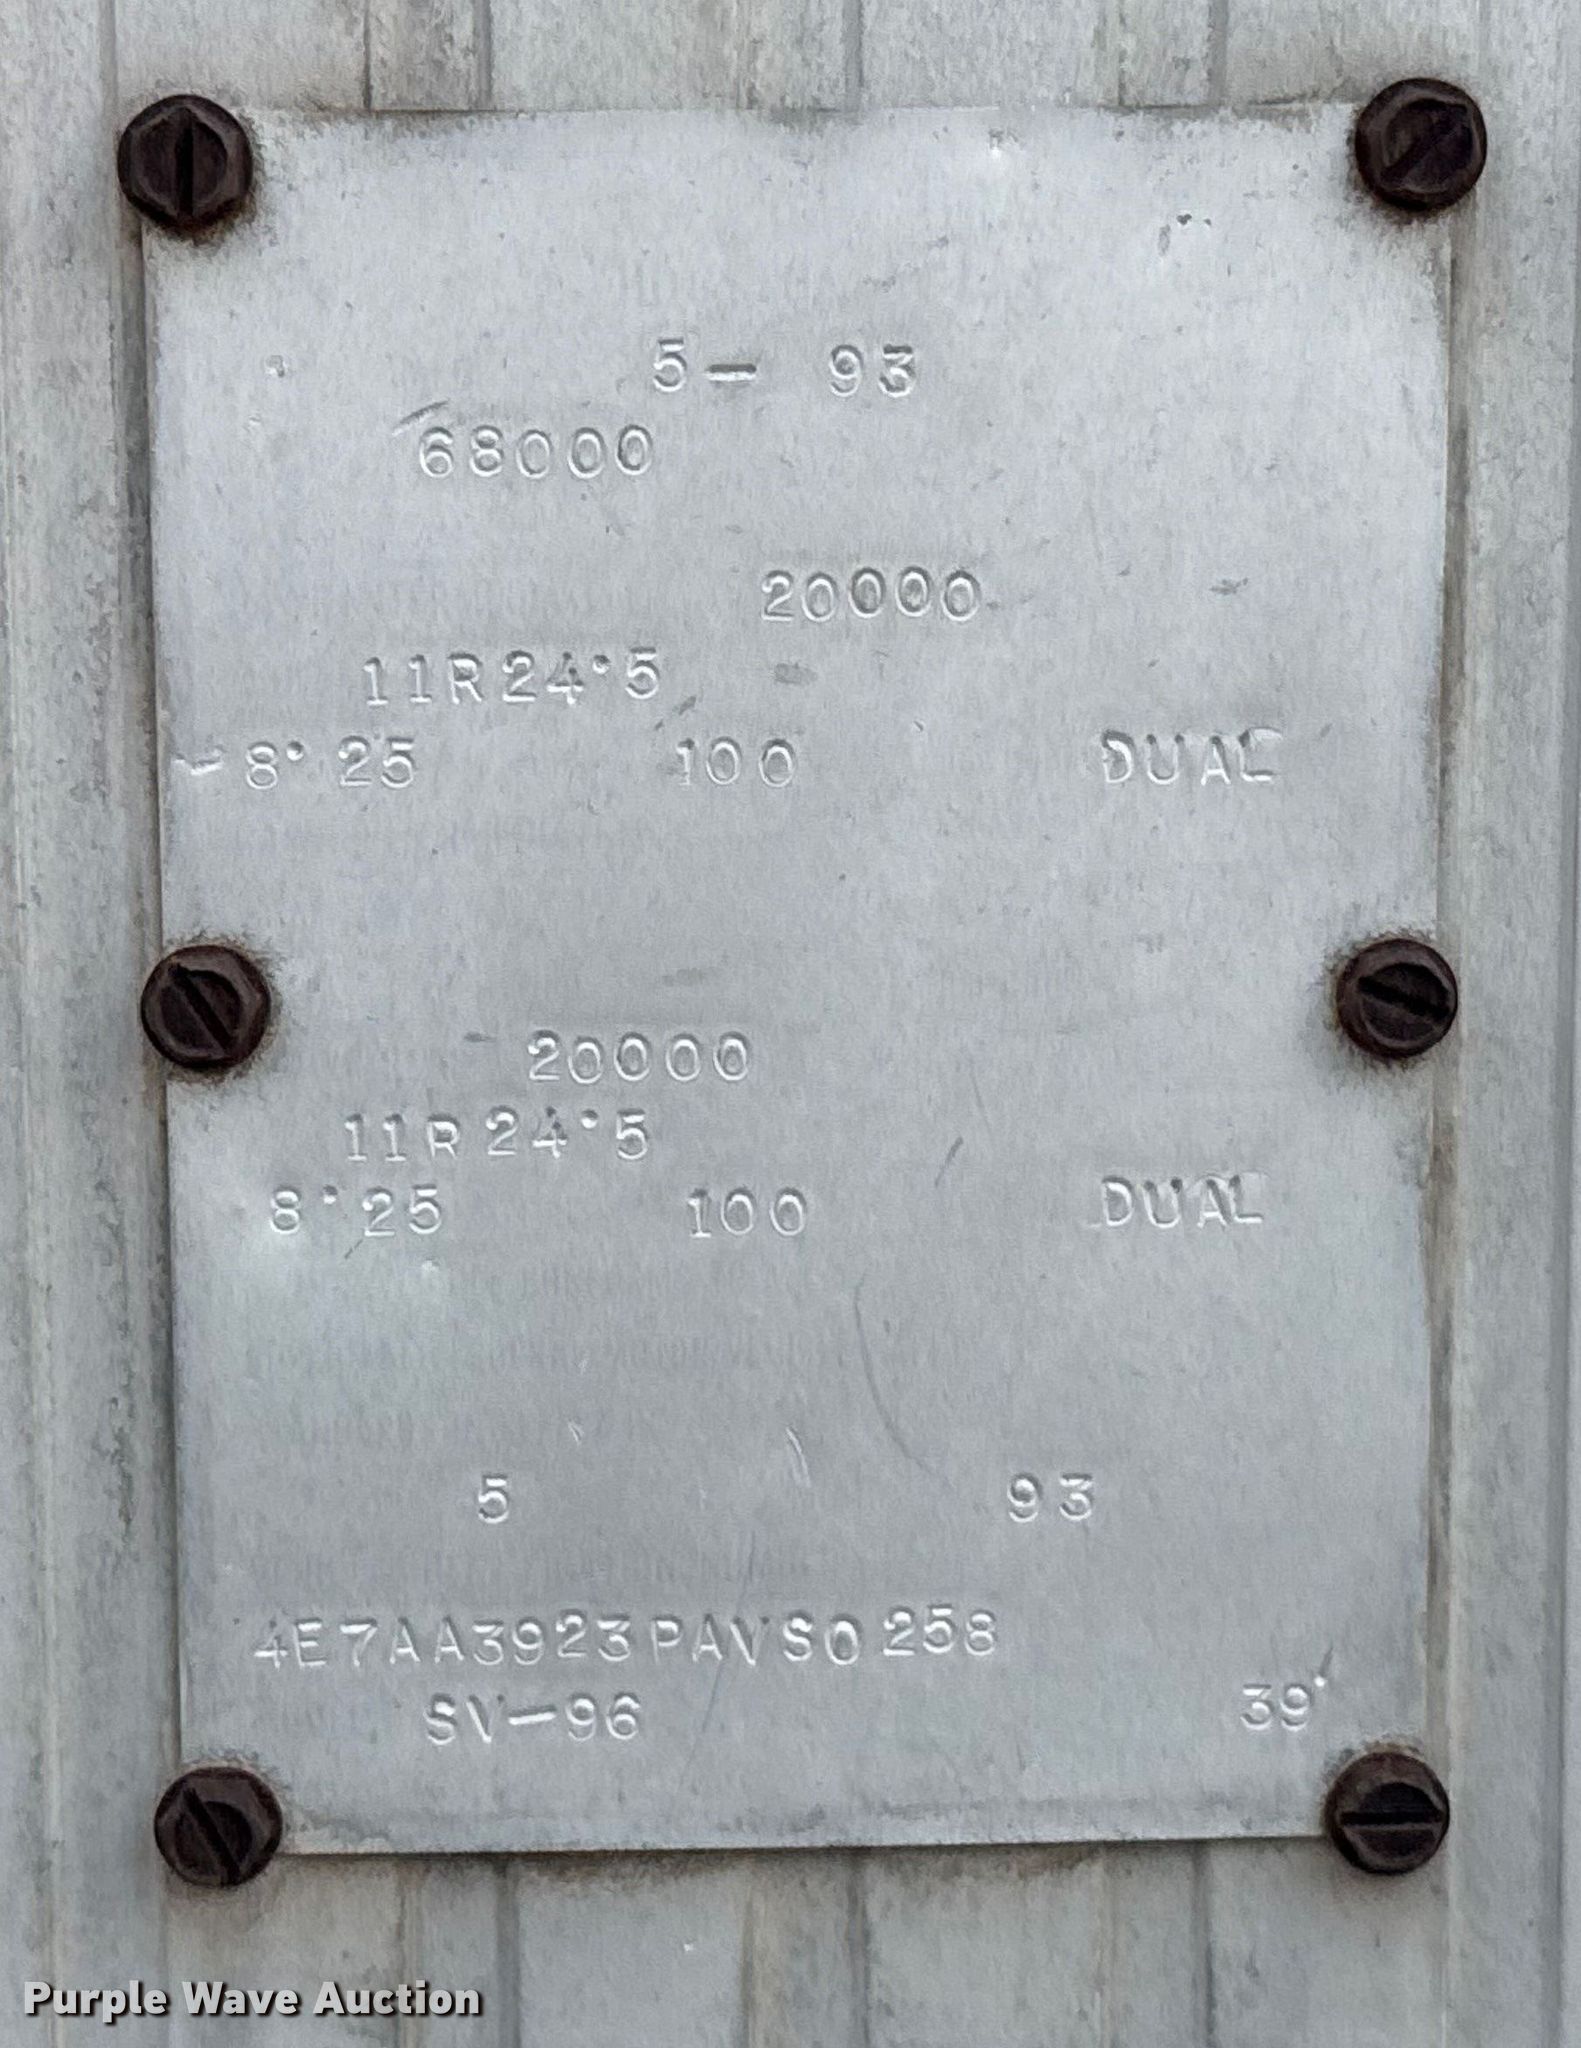 5- 93
68000
20000
11R24.5
8.25 100 DUAL
20000
11R24.5
8.25 100 DUAL
5 93
4E7AA3923PAVS0258
SV-96 39'
Purple Wave Auction